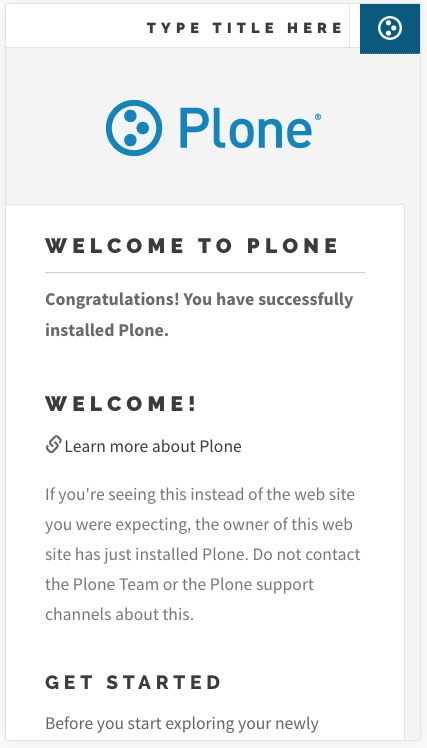 TYPE TITLE HERE
Plone®
WELCOME TO PLONE
Congratulations! You have successfully
installed Plone.
WELCOME!
Learn more about Plone
If you're seeing this instead of the web site
you were expecting, the owner of this web
site has just installed Plone. Do not contact
the Plone Team or the Plone support
channels about this.
GET STARTED
Before you start exploring your newly